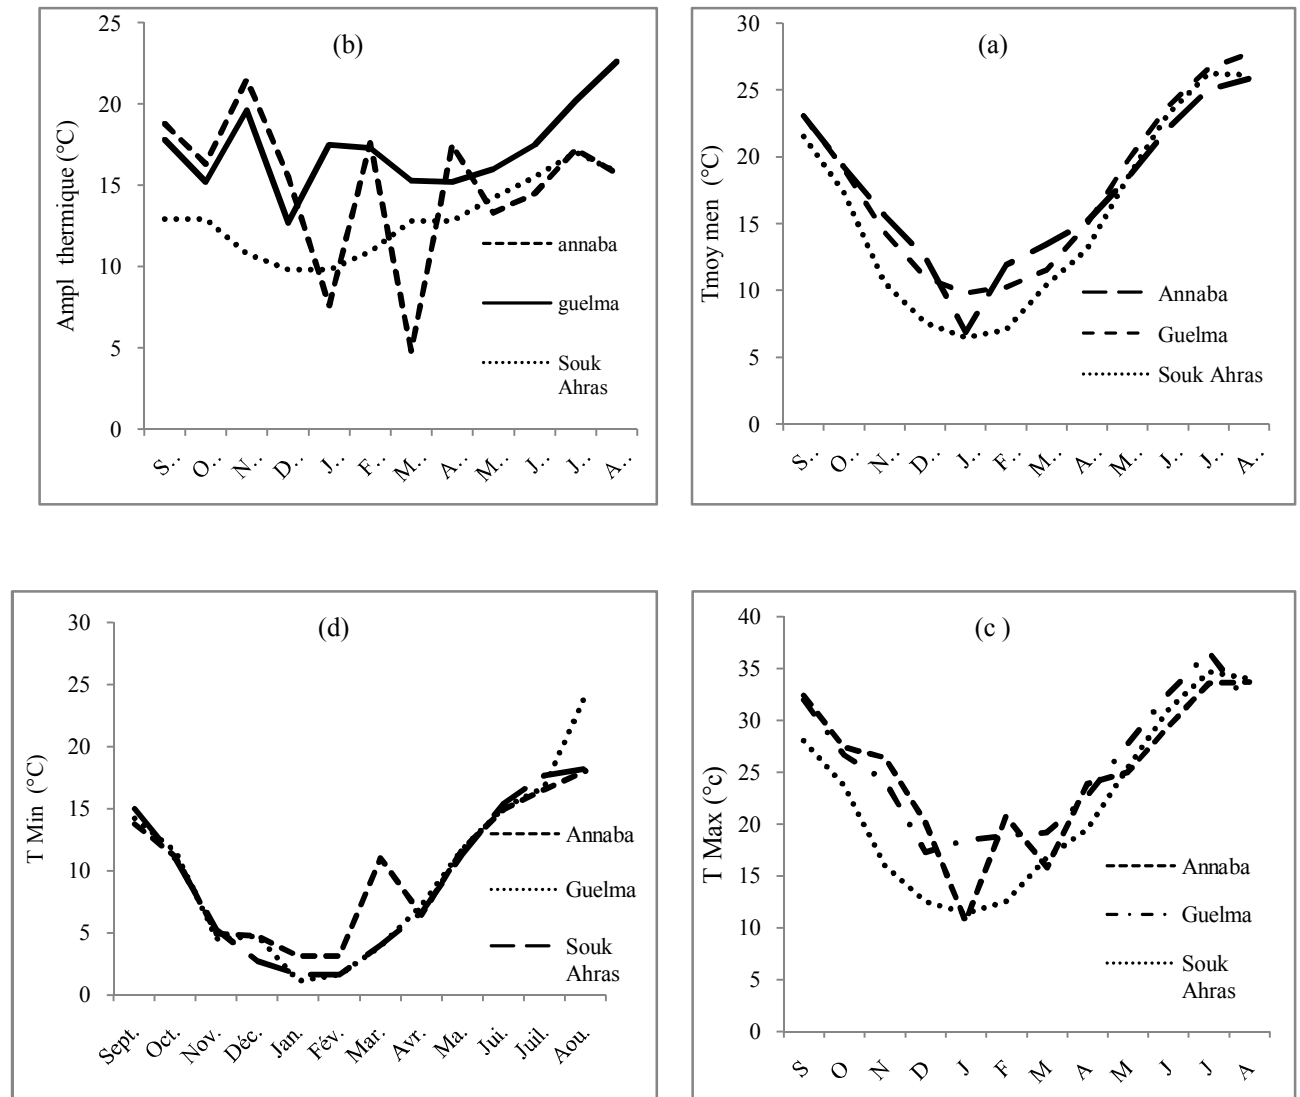 (b)
Ampl thermique (°C)
25
20
15
10
5
0
annaba
guelma
Souk
Ahras
S..
O..
N..
D..
J..
F..
M..
A..
M..
J..
J..
A..
(a)
Tmoy men (°C)
30
25
20
15
10
5
0
Annaba
Guelma
Souk Ahras
S..
O..
N..
D..
J..
F..
M..
A..
M..
J..
J..
A..
(d)
T Min (°C)
30
25
20
15
10
5
0
Annaba
Guelma
Souk
Ahras
Sept.
Oct.
Nov.
Déc.
Jan.
Fév.
Mar.
Avr.
Ma.
Jui.
Juil.
Aou.
(c )
T Max (°c)
40
35
30
25
20
15
10
5
0
Annaba
Guelma
Souk
Ahras
S
O
N
D
J
F
M
A
M
J
J
A